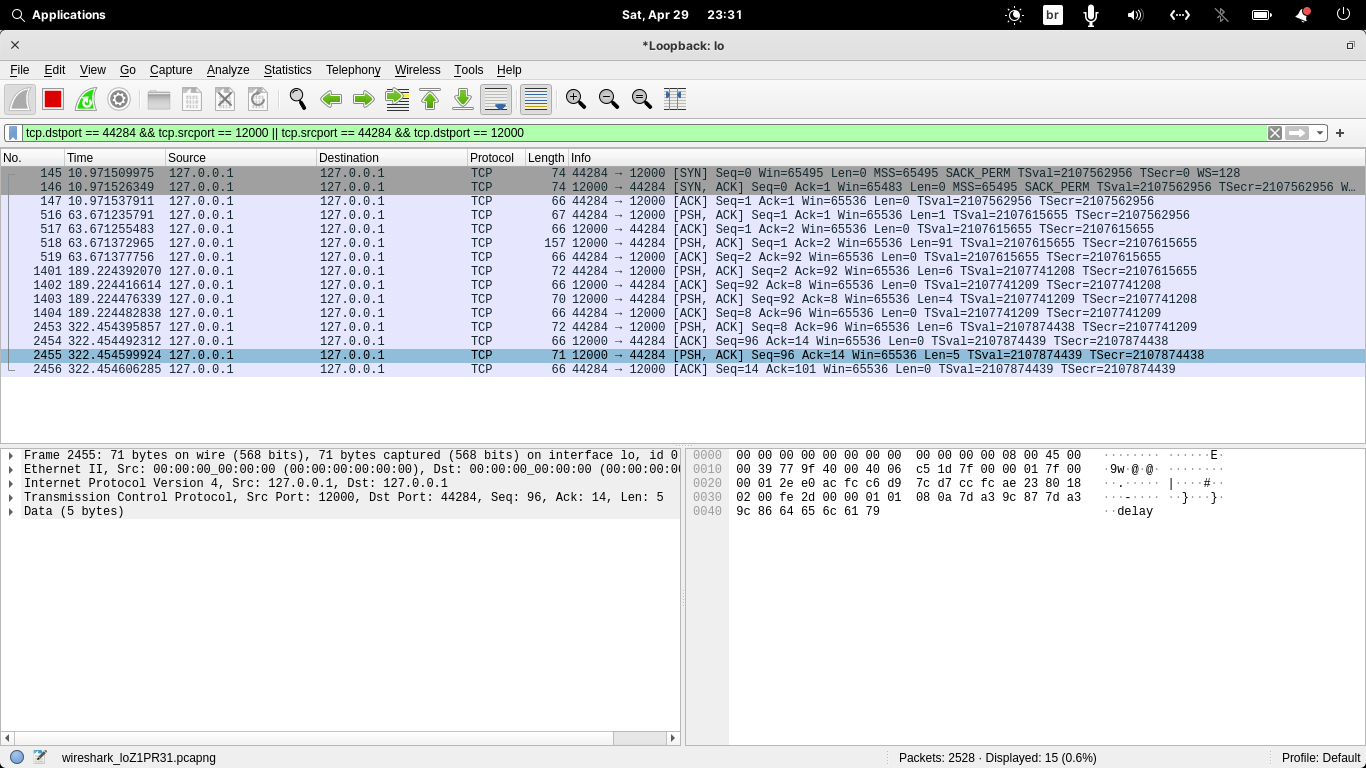 Applications Sat, Apr 29 23:31 br
*Loopback: lo
File Edit View Go Capture Analyze Statistics Telephony Wireless Tools Help
tcp.dstport == 44284 && tcp.srcport == 12000 || tcp.srcport == 44284 && tcp.dstport == 12000
No. Time Source Destination Protocol Length Info
145 10.971509975 127.0.0.1 127.0.0.1 TCP 74 44284 → 12000 [SYN] Seq=0 Win=65495 Len=0 MSS=65495 SACK_PERM TSval=2107562956 TSecr=0 WS=128
146 10.971526349 127.0.0.1 127.0.0.1 TCP 74 12000 → 44284 [SYN, ACK] Seq=0 Ack=1 Win=65483 Len=0 MSS=65495 SACK_PERM TSval=2107562956 TSecr=2107562956 W…
147 10.971537911 127.0.0.1 127.0.0.1 TCP 66 44284 → 12000 [ACK] Seq=1 Ack=1 Win=65536 Len=0 TSval=2107562956 TSecr=2107562956
516 63.671235791 127.0.0.1 127.0.0.1 TCP 67 44284 → 12000 [PSH, ACK] Seq=1 Ack=1 Win=65536 Len=1 TSval=2107615655 TSecr=2107562956
517 63.671255483 127.0.0.1 127.0.0.1 TCP 66 12000 → 44284 [ACK] Seq=1 Ack=2 Win=65536 Len=0 TSval=2107615655 TSecr=2107615655
518 63.671372965 127.0.0.1 127.0.0.1 TCP 157 12000 → 44284 [PSH, ACK] Seq=1 Ack=2 Win=65536 Len=91 TSval=2107615655 TSecr=2107615655
519 63.671377756 127.0.0.1 127.0.0.1 TCP 66 44284 → 12000 [ACK] Seq=2 Ack=92 Win=65536 Len=0 TSval=2107615655 TSecr=2107615655
1401 189.224392070 127.0.0.1 127.0.0.1 TCP 72 44284 → 12000 [PSH, ACK] Seq=2 Ack=92 Win=65536 Len=6 TSval=2107741208 TSecr=2107615655
1402 189.224416614 127.0.0.1 127.0.0.1 TCP 66 12000 → 44284 [ACK] Seq=92 Ack=8 Win=65536 Len=0 TSval=2107741209 TSecr=2107741208
1403 189.224476339 127.0.0.1 127.0.0.1 TCP 70 12000 → 44284 [PSH, ACK] Seq=92 Ack=8 Win=65536 Len=4 TSval=2107741209 TSecr=2107741208
1404 189.224482838 127.0.0.1 127.0.0.1 TCP 66 44284 → 12000 [ACK] Seq=8 Ack=96 Win=65536 Len=0 TSval=2107741209 TSecr=2107741209
2453 322.454395857 127.0.0.1 127.0.0.1 TCP 72 44284 → 12000 [PSH, ACK] Seq=8 Ack=96 Win=65536 Len=6 TSval=2107874438 TSecr=2107741209
2454 322.454492312 127.0.0.1 127.0.0.1 TCP 66 12000 → 44284 [ACK] Seq=96 Ack=14 Win=65536 Len=0 TSval=2107874439 TSecr=2107874438
2455 322.454599924 127.0.0.1 127.0.0.1 TCP 71 12000 → 44284 [PSH, ACK] Seq=96 Ack=14 Win=65536 Len=5 TSval=2107874439 TSecr=2107874438
2456 322.454606285 127.0.0.1 127.0.0.1 TCP 66 44284 → 12000 [ACK] Seq=14 Ack=101 Win=65536 Len=0 TSval=2107874439 TSecr=2107874439
Frame 2455: 71 bytes on wire (568 bits), 71 bytes captured (568 bits) on interface lo, id 0
Ethernet II, Src: 00:00:00_00:00:00 (00:00:00:00:00:00), Dst: 00:00:00_00:00:00 (00:00:00:00
Internet Protocol Version 4, Src: 127.0.0.1, Dst: 127.0.0.1
Transmission Control Protocol, Src Port: 12000, Dst Port: 44284, Seq: 96, Ack: 14, Len: 5
Data (5 bytes)
0000 00 00 00 00 00 00 00 00 00 00 00 00 08 00 45 00 ········ ······E·
0010 00 39 77 9f 40 00 40 06 c5 1d 7f 00 00 01 7f 00 ·9w·@·@· ········
0020 00 01 2e e0 ac fc c6 d9 7c d7 cc fc ae 23 80 18 ··.····· |····#··
0030 02 00 fe 2d 00 00 01 01 08 0a 7d a3 9c 87 7d a3 ···-···· ··}···}·
0040 9c 86 64 65 6c 61 79 ··delay
wireshark_loZ1PR31.pcapng Packets: 2528 · Displayed: 15 (0.6%) Profile: Default